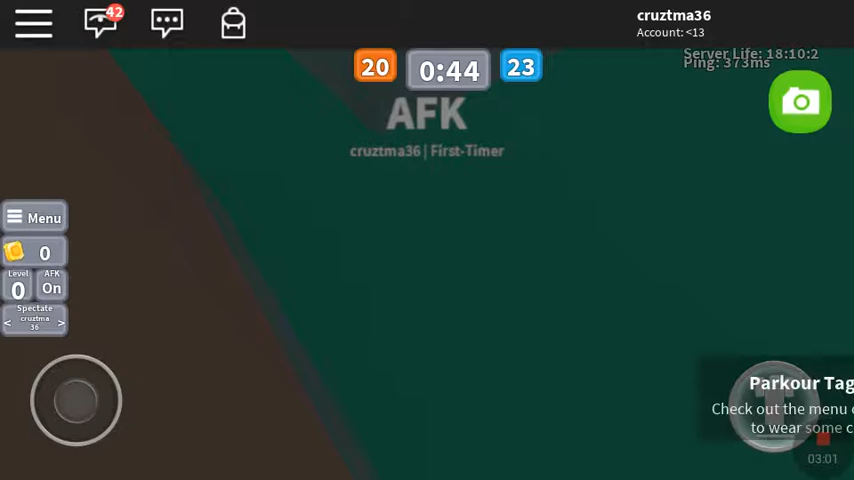 42
cruztma36
Account: <13
Server Life: 18:10:2
Ping: 373ms
20
0:44
23
AFK
cruztma36 | First-Timer
Menu
0
Level
AFK
0
On
Spectate
< cruztma >
36
Parkour Tag
Check out the menu
to wear some c
03:01